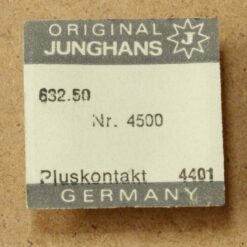 ORIGINAL
JUNGHANS J
632.50
Nr. 4500
Pluskontakt 4401
GERMANY